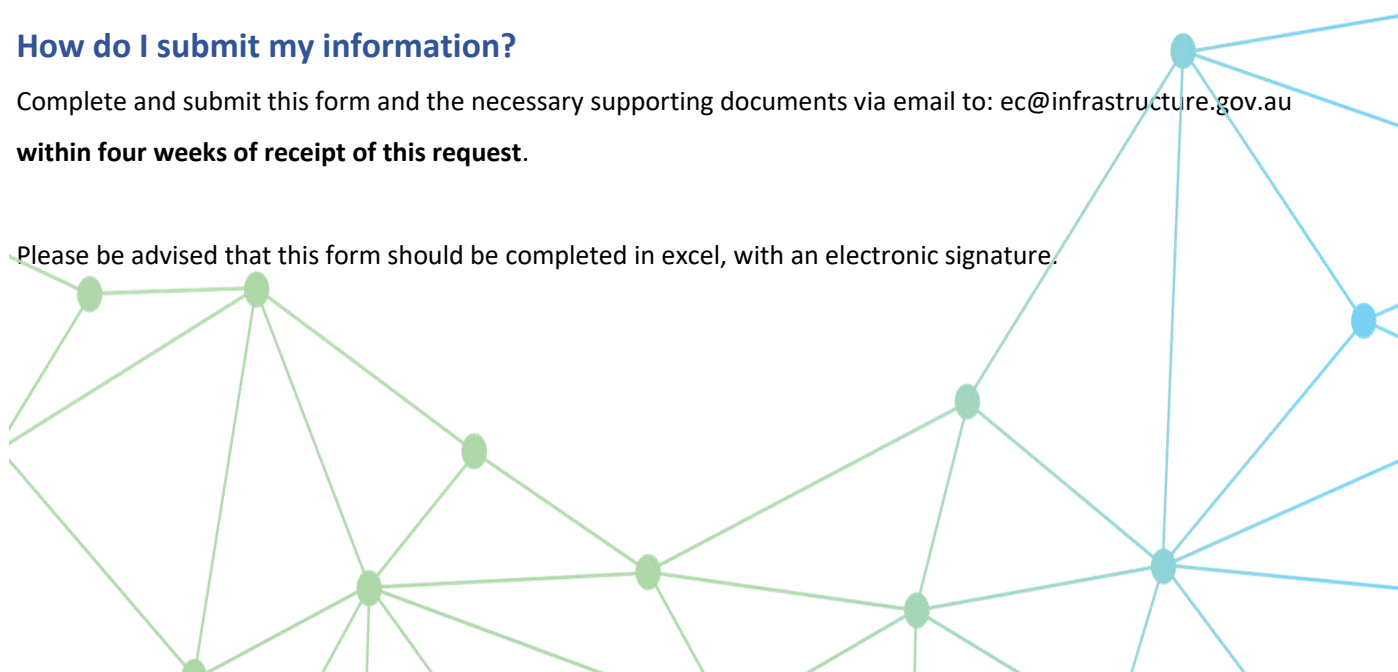 How do I submit my information?
Complete and submit this form and the necessary supporting documents via email to: ec@infrastructure.gov.au
within four weeks of receipt of this request.
Please be advised that this form should be completed in excel, with an electronic signature.